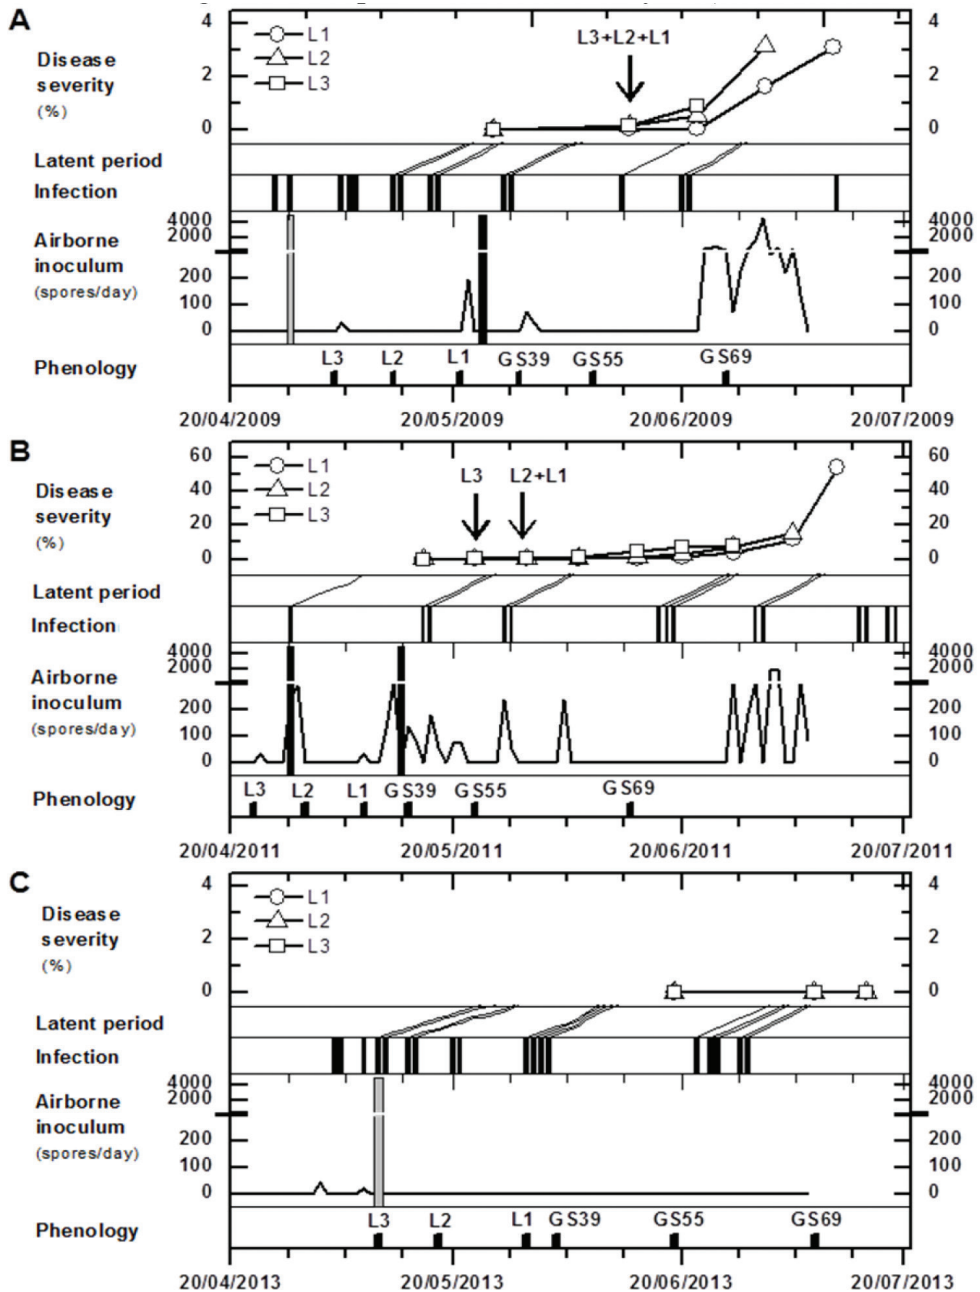 A
Disease
severity
(%)
4
2
0
L1
L2
L3
L3+L2+L1
4
2
0
Latent period
Infection
Airborne
inoculum
(spores/day)
4000
2000
200
100
0
4000
2000
200
100
0
Phenology
L3 L2 L1 GS39 GS55 GS69
20/04/2009 20/05/2009 20/06/2009 20/07/2009
B
Disease
severity
(%)
60
40
20
0
L1
L2
L3
L3 L2+L1
60
40
20
0
Latent period
Infection
Airborne
inoculum
(spores/day)
4000
2000
200
100
0
4000
2000
200
100
0
Phenology
L3 L2 L1 GS39 GS55 GS69
20/04/2011 20/05/2011 20/06/2011 20/07/2011
C
Disease
severity
(%)
4
2
0
L1
L2
L3
4
2
0
Latent period
Infection
Airborne
inoculum
(spores/day)
4000
2000
200
100
0
4000
2000
200
100
0
Phenology
L3 L2 L1 GS39 GS55 GS69
20/04/2013 20/05/2013 20/06/2013 20/07/2013